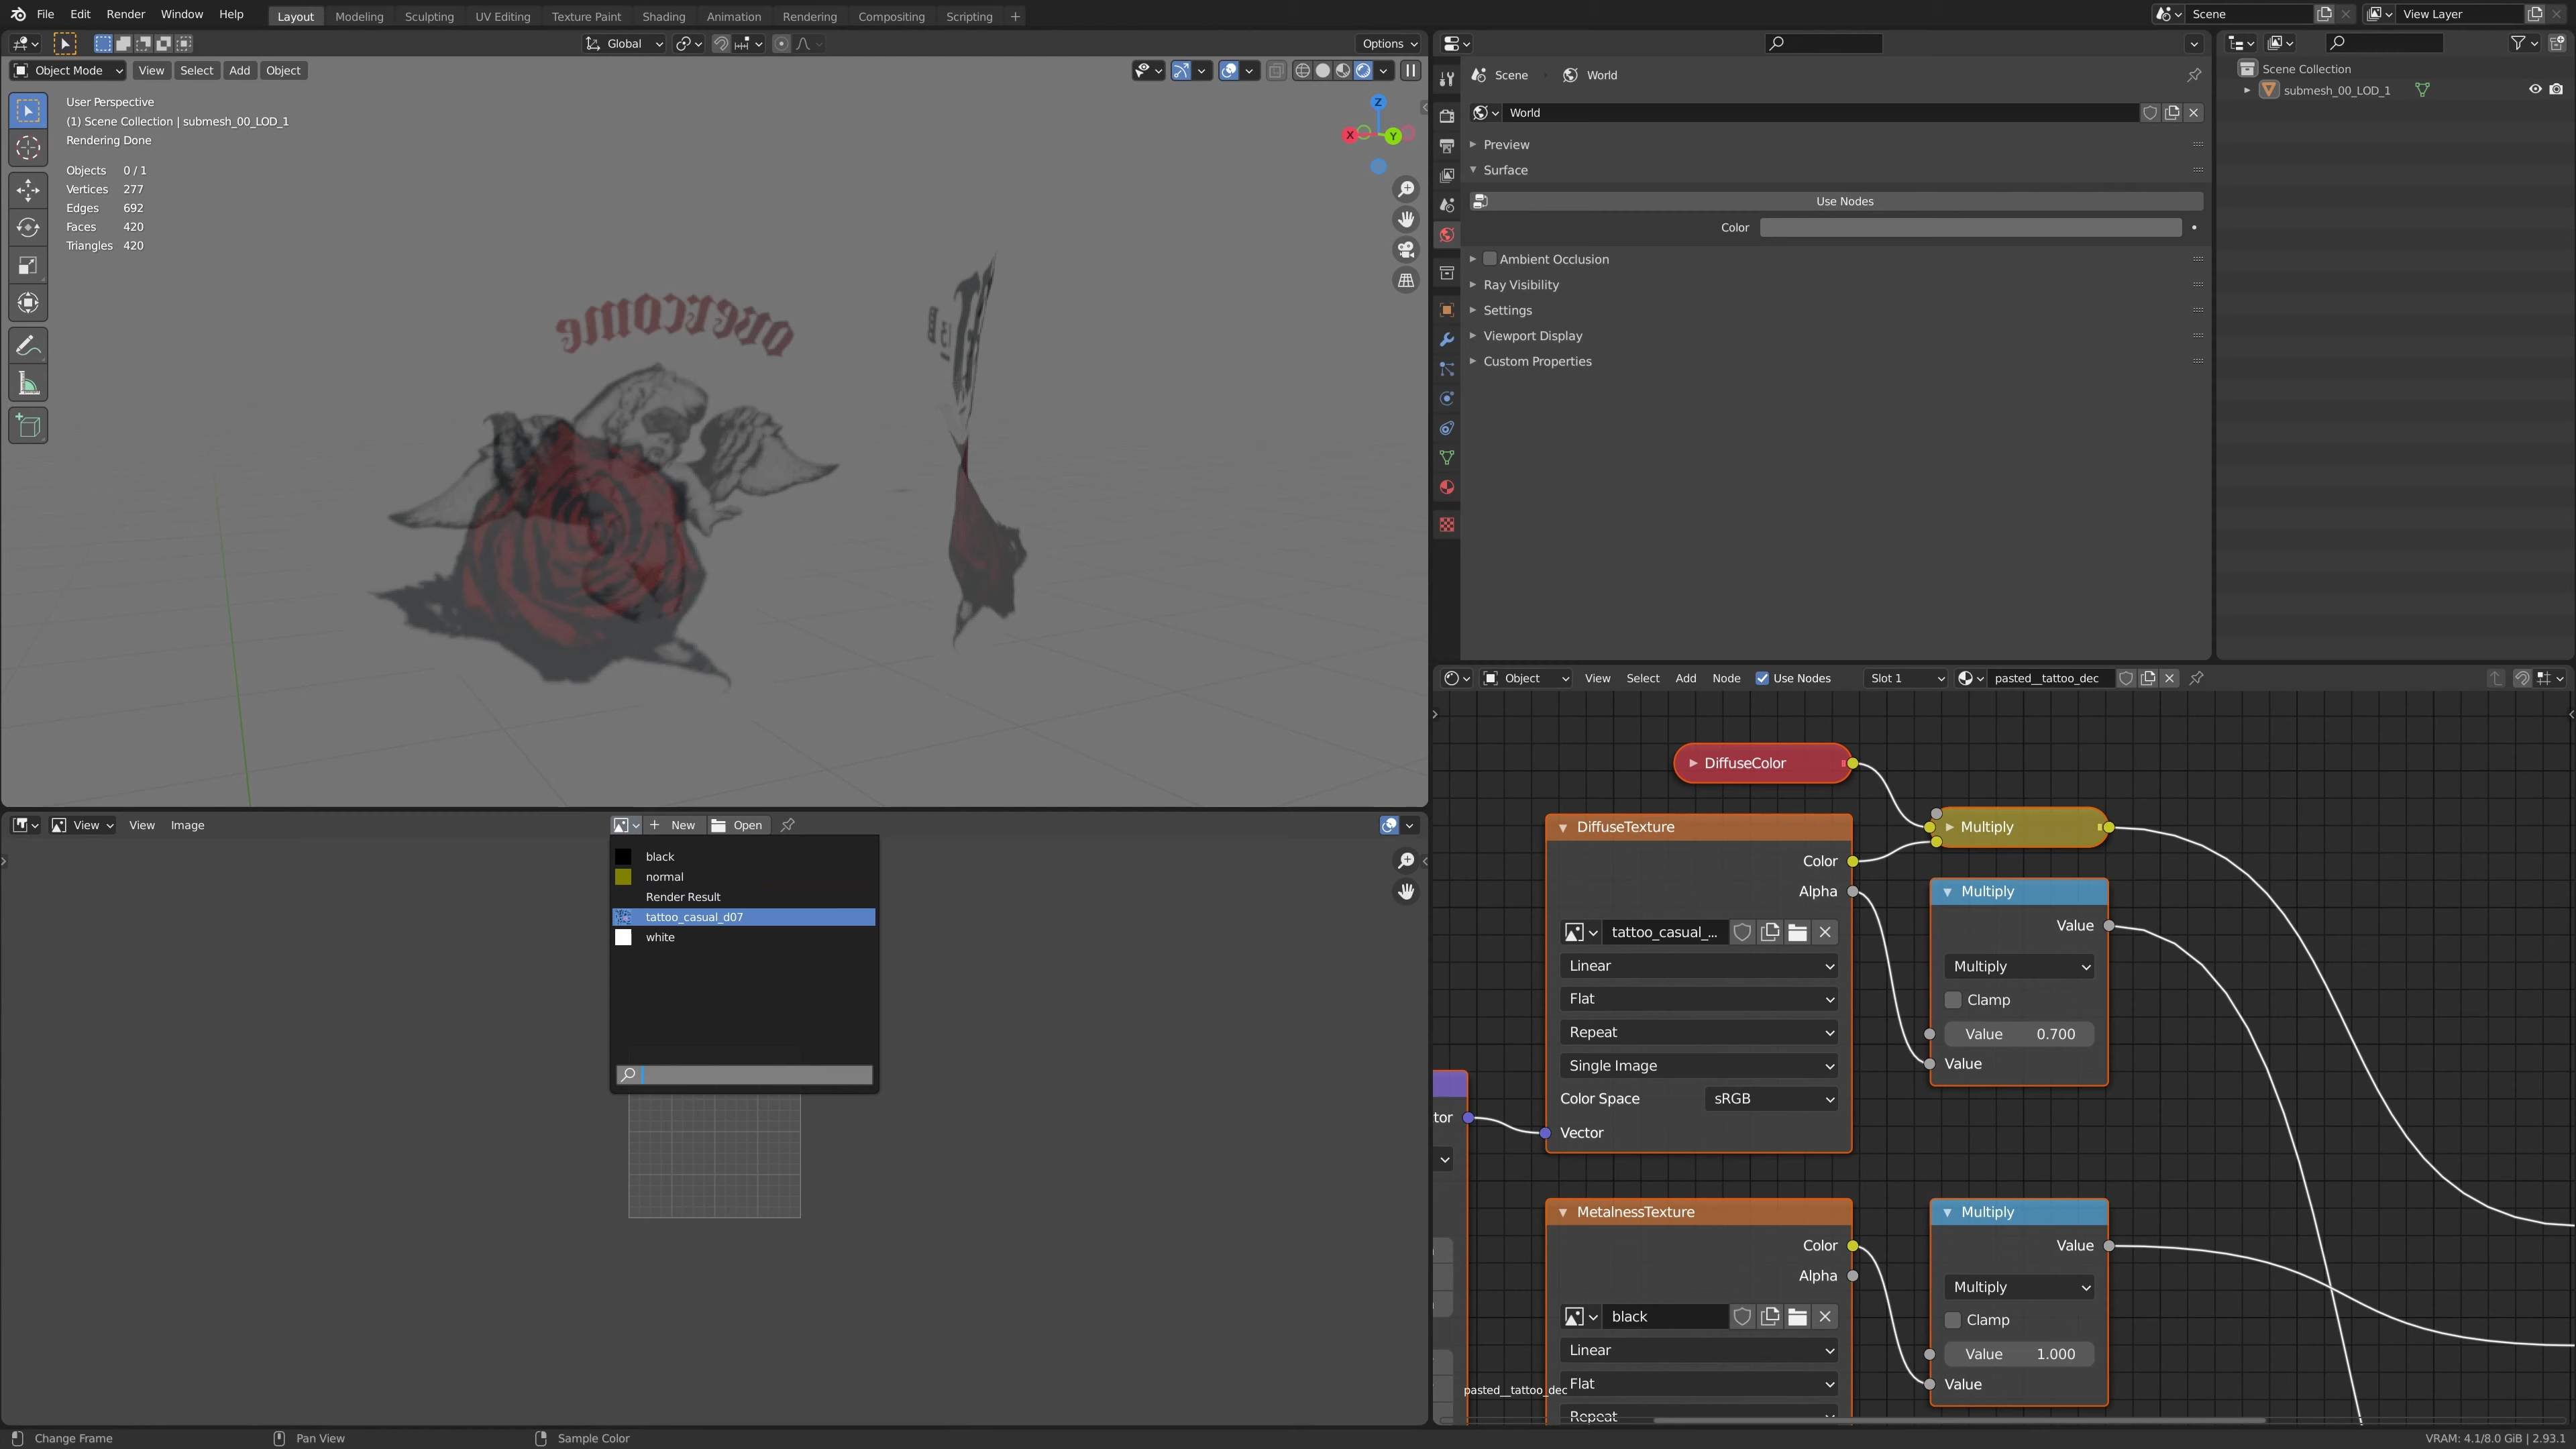 File Edit Render Window Help Layout Modeling Sculpting UV Editing Texture Paint Shading Animation Rendering Compositing Scripting + Scene View Layer
Global Options
Object Mode View Select Add Object
User Perspective
(1) Scene Collection | submesh_00_LOD_1
Rendering Done
Objects 0 / 1
Vertices 277
Edges 692
Faces 420
Triangles 420
Z
X Y
overcome
Scene World
World
Preview
Surface
Use Nodes
Color
Ambient Occlusion
Ray Visibility
Settings
Viewport Display
Custom Properties
Scene Collection
submesh_00_LOD_1
View View Image New Open
black
normal
Render Result
tattoo_casual_d07
white
Object View Select Add Node Use Nodes Slot 1 pasted__tattoo_dec
DiffuseColor
Multiply
DiffuseTexture
Color
Alpha
tattoo_casual_...
Linear
Flat
Repeat
Single Image
Color Space sRGB
Vector
tor
Multiply
Value
Multiply
Clamp
Value 0.700
Value
MetalnessTexture
Color
Alpha
black
Linear
Flat
Repeat
pasted__tattoo_dec
Multiply
Value
Multiply
Clamp
Value 1.000
Value
Change Frame Pan View Sample Color VRAM: 4.1/8.0 GiB | 2.93.1